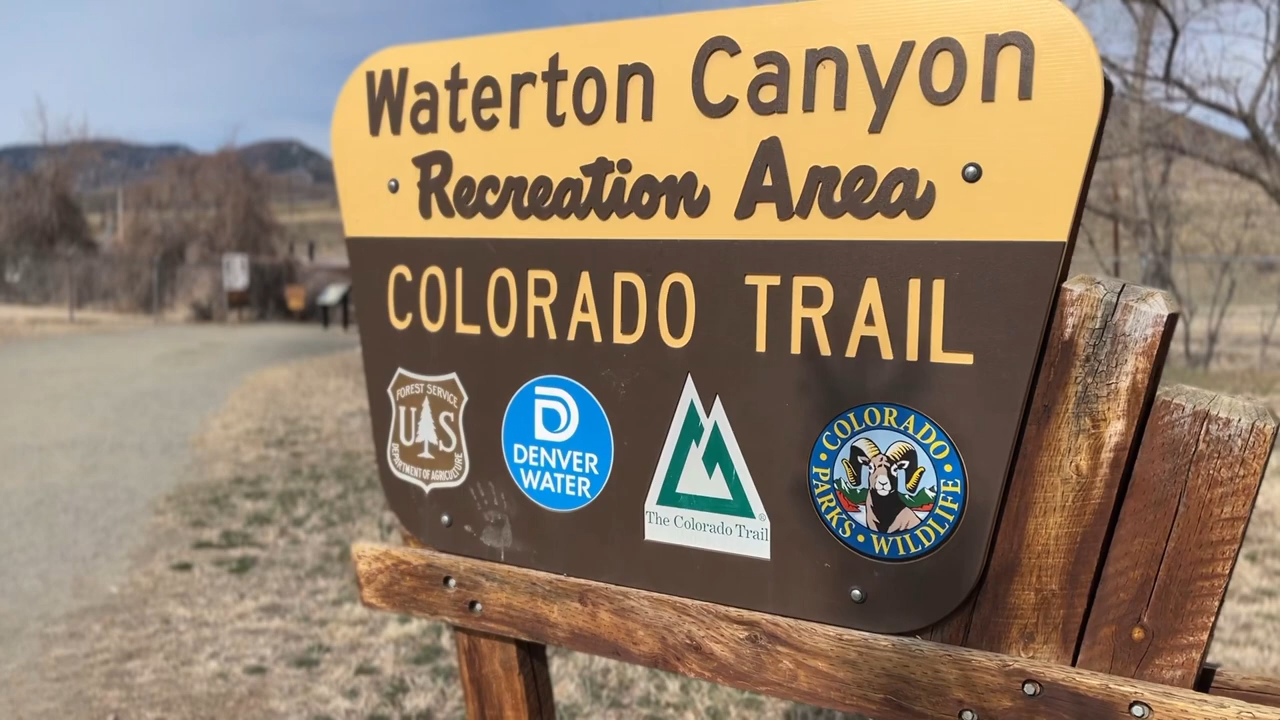 Waterton Canyon
Recreation Area
COLORADO TRAIL
FOREST SERVICE
US
DEPARTMENT OF AGRICULTURE
D
DENVER
WATER
The Colorado Trail
®
COLORADO
PARKS • WILDLIFE